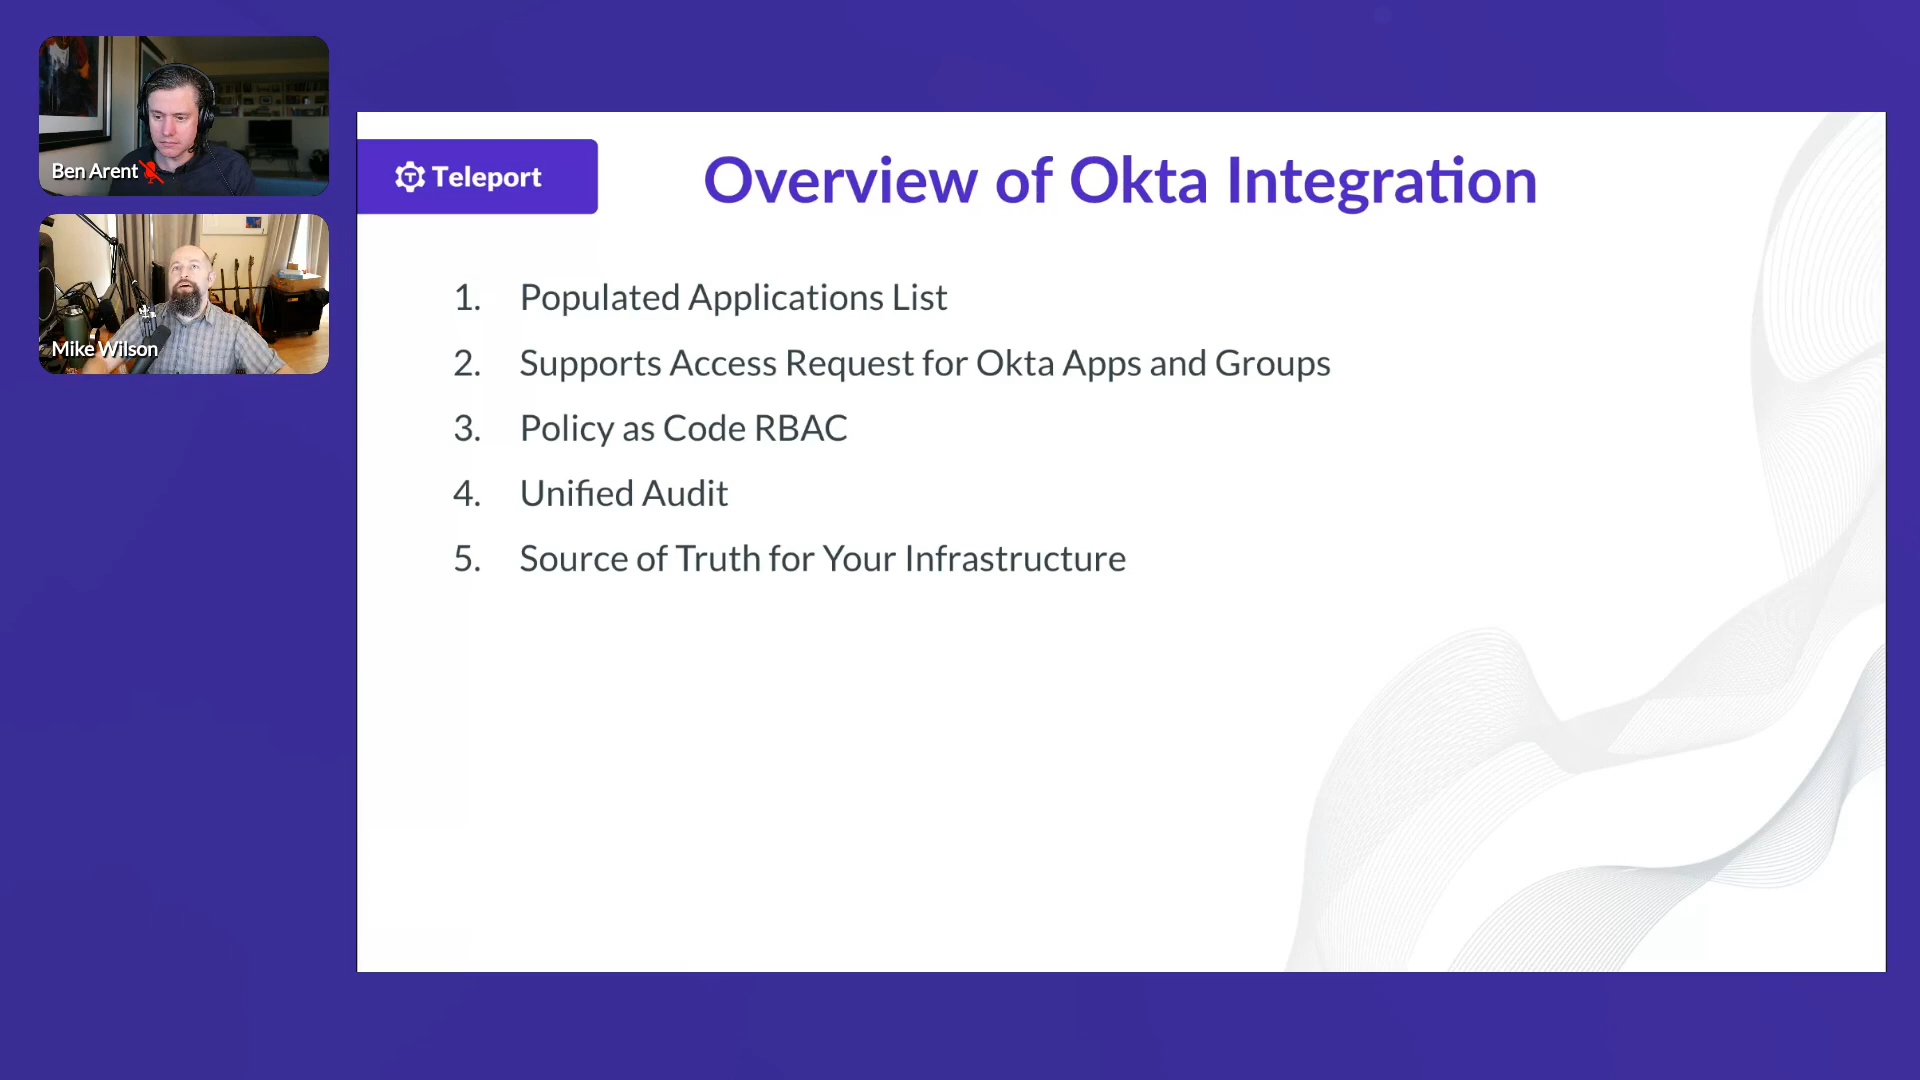 Ben Arent
Mike Wilson
Teleport
Overview of Okta Integration
1. Populated Applications List
2. Supports Access Request for Okta Apps and Groups
3. Policy as Code RBAC
4. Unified Audit
5. Source of Truth for Your Infrastructure